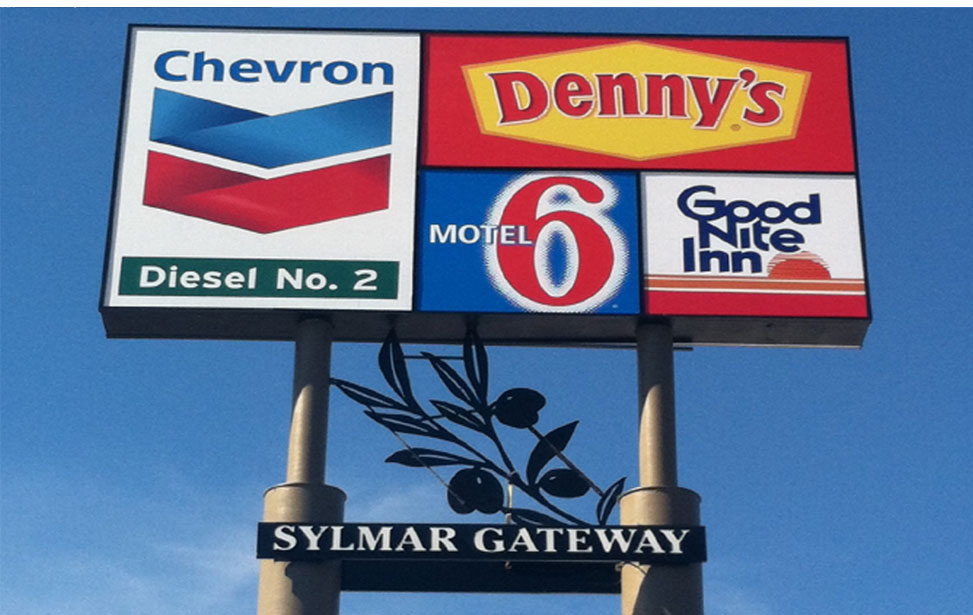 Chevron
Diesel No. 2
Denny's
MOTEL 6
Good
Nite
Inn
SYLMAR GATEWAY